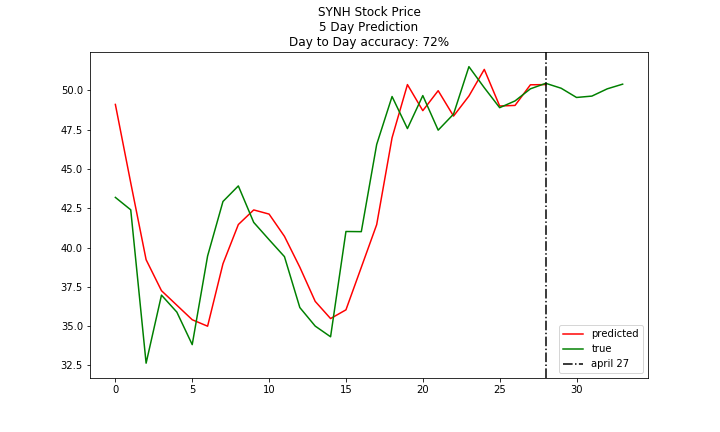 SYNH Stock Price
5 Day Prediction
Day to Day accuracy: 72%
50.0
47.5
45.0
42.5
40.0
37.5
35.0
32.5
0 5 10 15 20 25 30
predicted
true
april 27